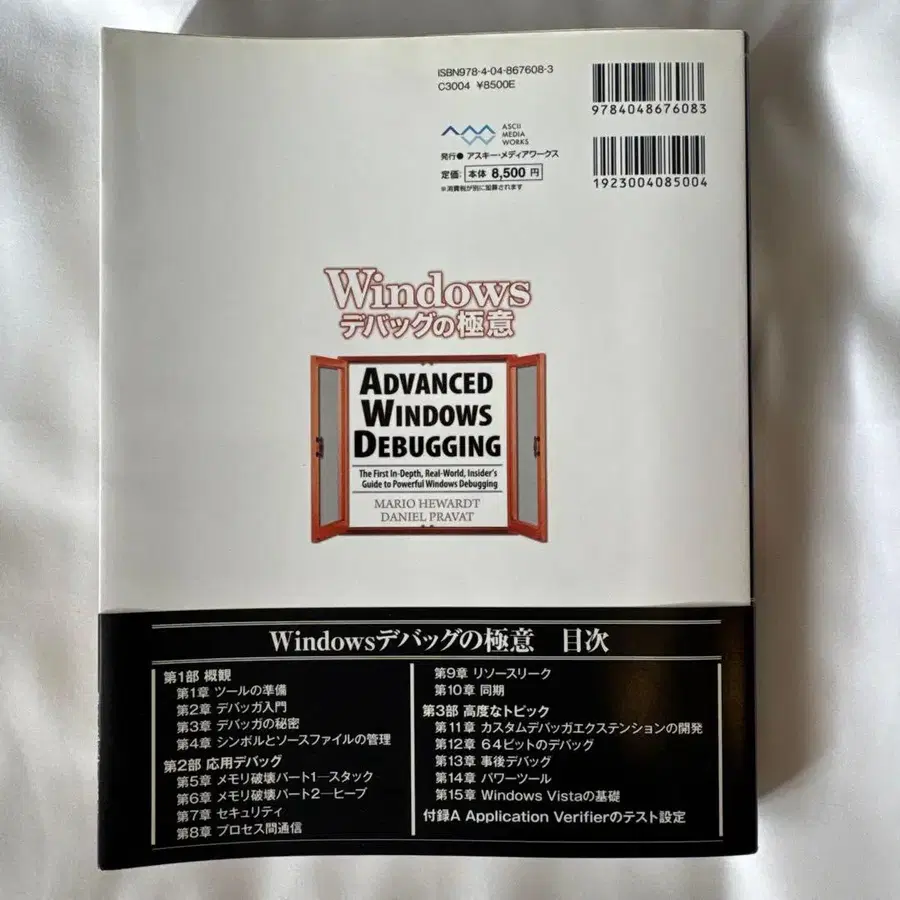 ISBN978-4-04-867608-3
C3004 ¥8500E
9784048676083
ASCII
MEDIA
WORKS
発行● アスキー・メディアワークス
定価: 本体 8,500 円
※消費税が別に加算されます
1923004085004
Windows
デバッグの極意
ADVANCED
WINDOWS
DEBUGGING
The First In-Depth, Real-World, Insider's
Guide to Powerful Windows Debugging
MARIO HEWARDT
DANIEL PRAVAT
Windowsデバッグの極意 目次
第1部 概観
第1章 ツールの準備
第2章 デバッガ入門
第3章 デバッガの秘密
第4章 シンボルとソースファイルの管理
第2部 応用デバッグ
第5章 メモリ破壊パート1―スタック
第6章 メモリ破壊パート2―ヒープ
第7章 セキュリティ
第8章 プロセス間通信
第9章 リソースリーク
第10章 同期
第3部 高度なトピック
第11章 カスタムデバッガエクステンションの開発
第12章 64ビットのデバッグ
第13章 事後デバッグ
第14章 パワーツール
第15章 Windows Vistaの基礎
付録A Application Verifierのテスト設定